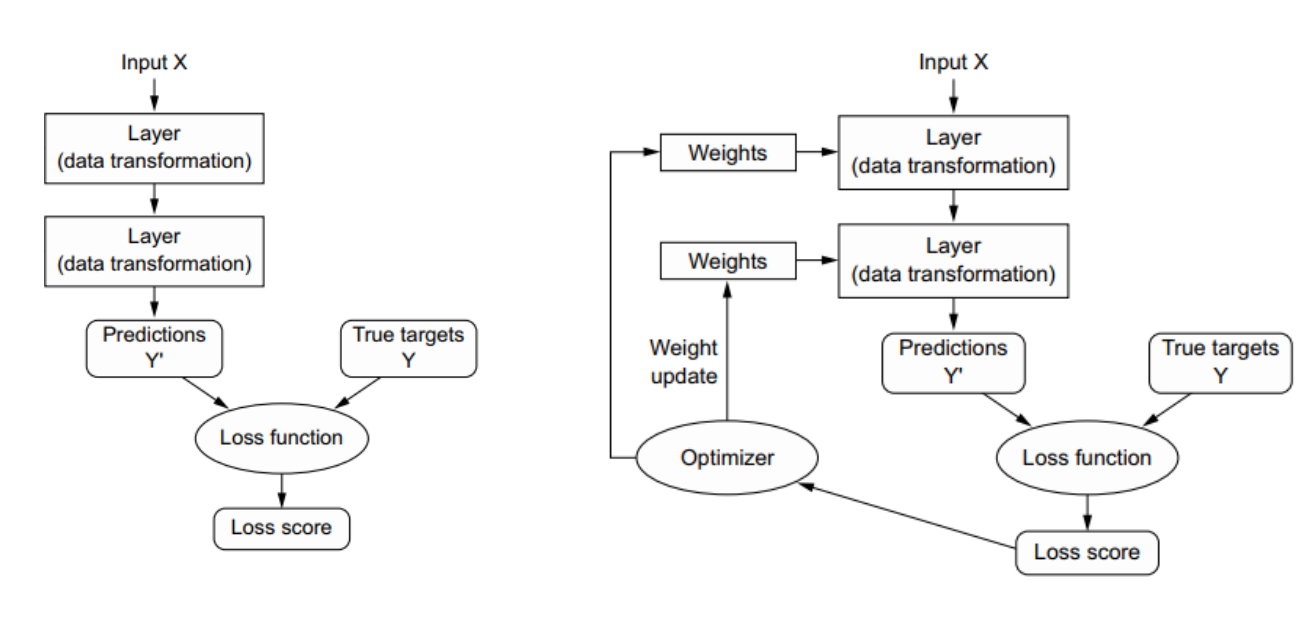 Input X
Layer
(data transformation)
Layer
(data transformation)
Predictions
Y'
True targets
Y
Loss function
Loss score
Input X
Weights
Layer
(data transformation)
Weights
Layer
(data transformation)
Weight
update
Predictions
Y'
True targets
Y
Optimizer
Loss function
Loss score